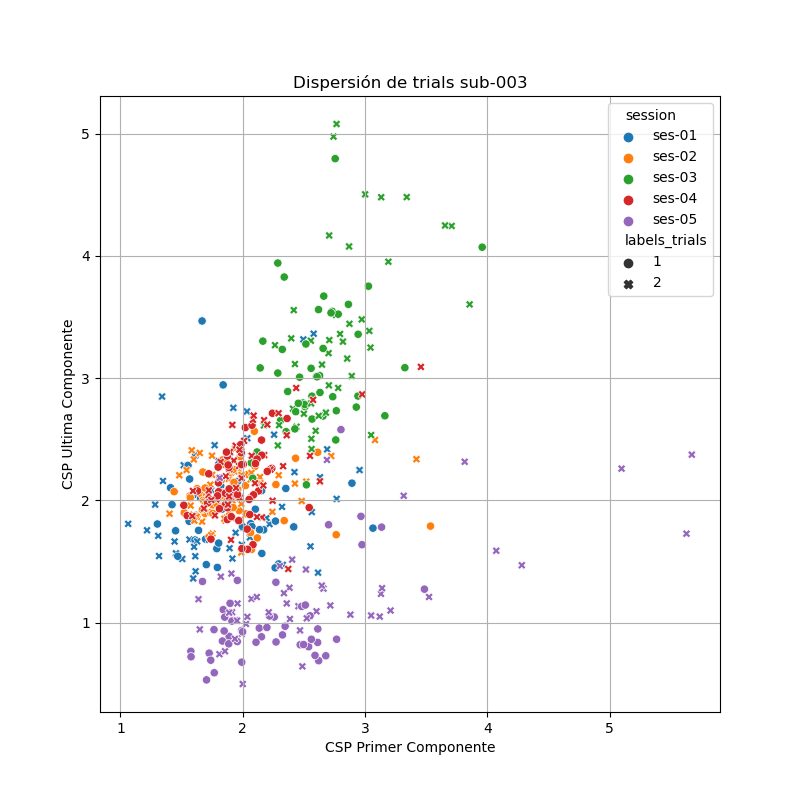 Dispersión de trials sub-003
session
ses-01
ses-02
ses-03
ses-04
ses-05
labels_trials
1
2
5
4
3
2
1
CSP Ultima Componente
1 2 3 4 5
CSP Primer Componente